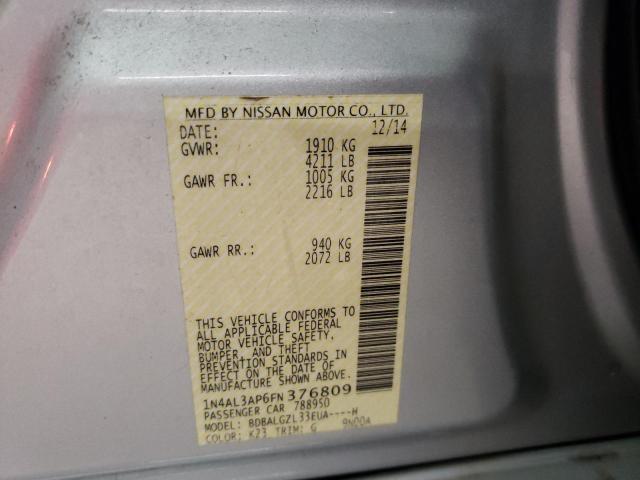 MFD BY NISSAN MOTOR CO., LTD.
DATE: 12/14
GVWR: 1910 KG
4211 LB
GAWR FR.: 1005 KG
2216 LB
GAWR RR.: 940 KG
2072 LB
THIS VEHICLE CONFORMS TO
ALL APPLICABLE FEDERAL
MOTOR VEHICLE SAFETY,
BUMPER, AND THEFT
PREVENTION STANDARDS IN
EFFECT ON THE DATE OF
MANUFACTURE SHOWN ABOVE.
1N4AL3AP6FN376809
PASSENGER CAR 788950
MODEL: BDBALGZL33EUA----H
COLOR: K23 TRIM: G 9N00A